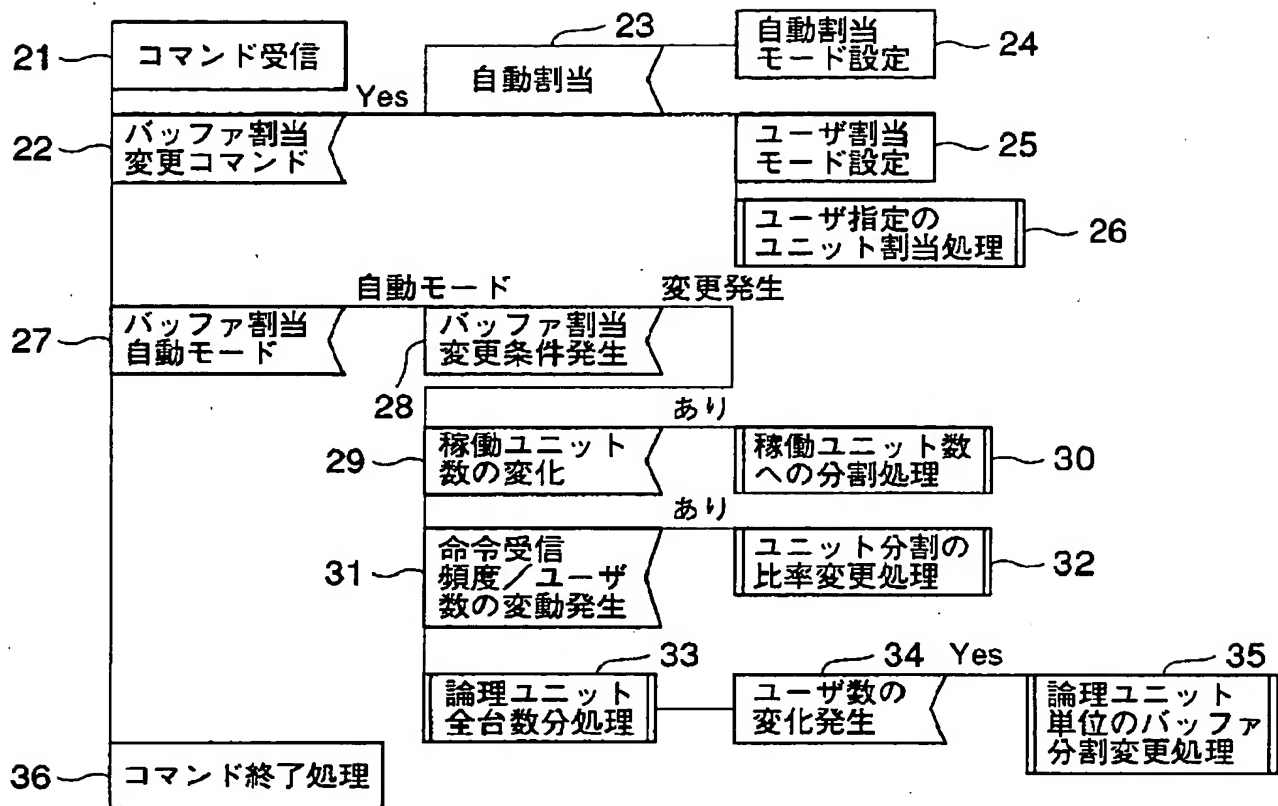 21
コマンド受信
23
自動割当
自動割当
モード設定
24
Yes
22
バッファ割当
変更コマンド
ユーザ割当
モード設定
25
ユーザ指定の
ユニット割当処理
26
自動モード
変更発生
27
バッファ割当
自動モード
28
バッファ割当
変更条件発生
あり
29
稼働ユニット
数の変化
稼働ユニット数
への分割処理
30
あり
31
命令受信
頻度／ユーザ
数の変動発生
ユニット分割の
比率変更処理
32
33
論理ユニット
全台数分処理
34
ユーザ数の
変化発生
Yes
35
論理ユニット
単位のバッファ
分割変更処理
36
コマンド終了処理